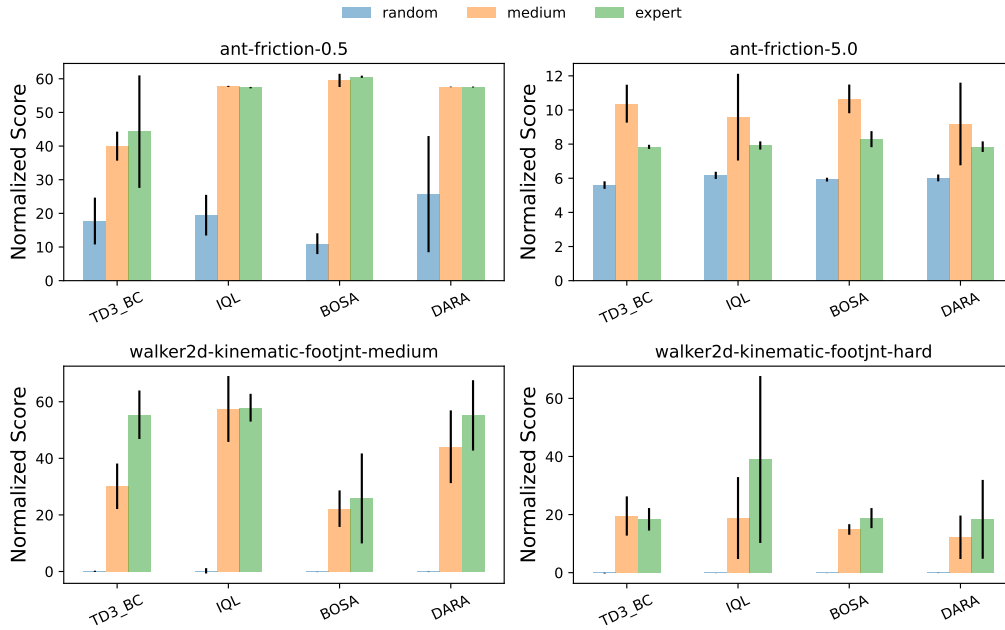 random medium expert
ant-friction-0.5
Normalized Score
60
50
40
30
20
10
0
TD3_BC IQL BOSA DARA
ant-friction-5.0
Normalized Score
12
10
8
6
4
2
0
TD3_BC IQL BOSA DARA
walker2d-kinematic-footjnt-medium
Normalized Score
60
40
20
0
TD3_BC IQL BOSA DARA
walker2d-kinematic-footjnt-hard
Normalized Score
60
40
20
0
TD3_BC IQL BOSA DARA